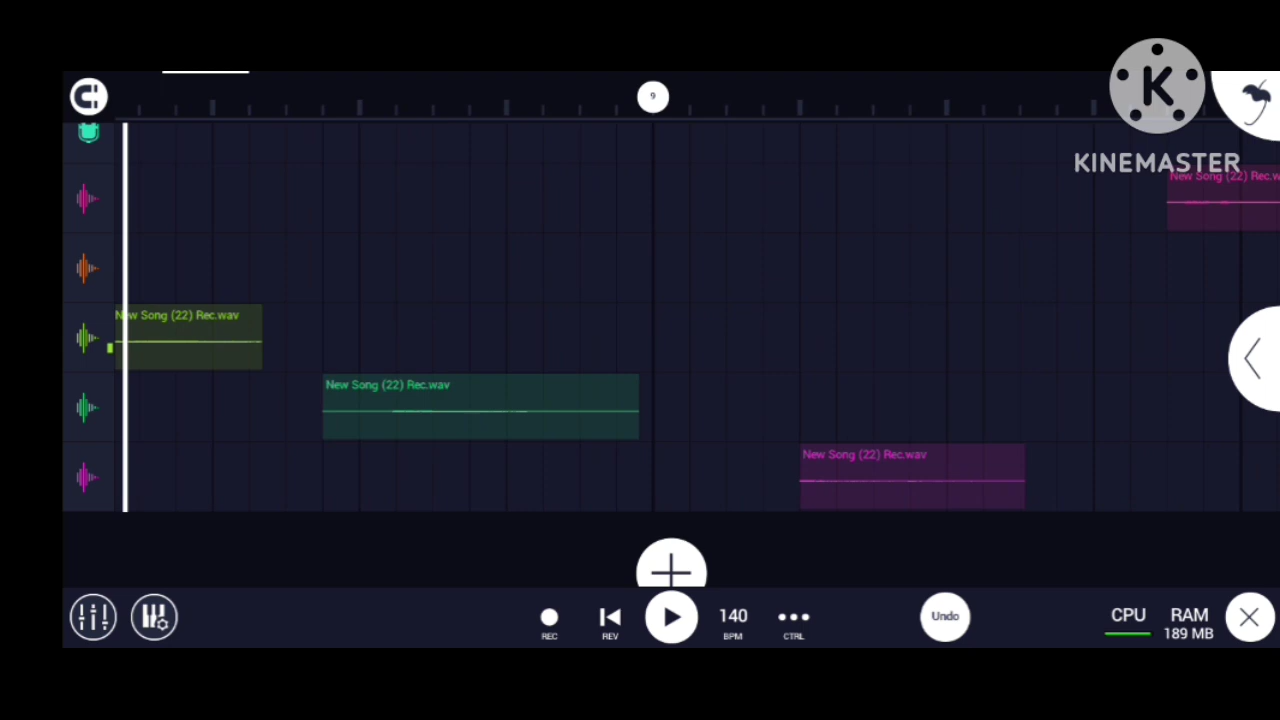 9
K
KINEMASTER
New Song (22) Rec.w
New Song (22) Rec.wav
New Song (22) Rec.wav
New Song (22) Rec.wav
REC
REV
140
BPM
CTRL
Undo
CPU
RAM
189 MB